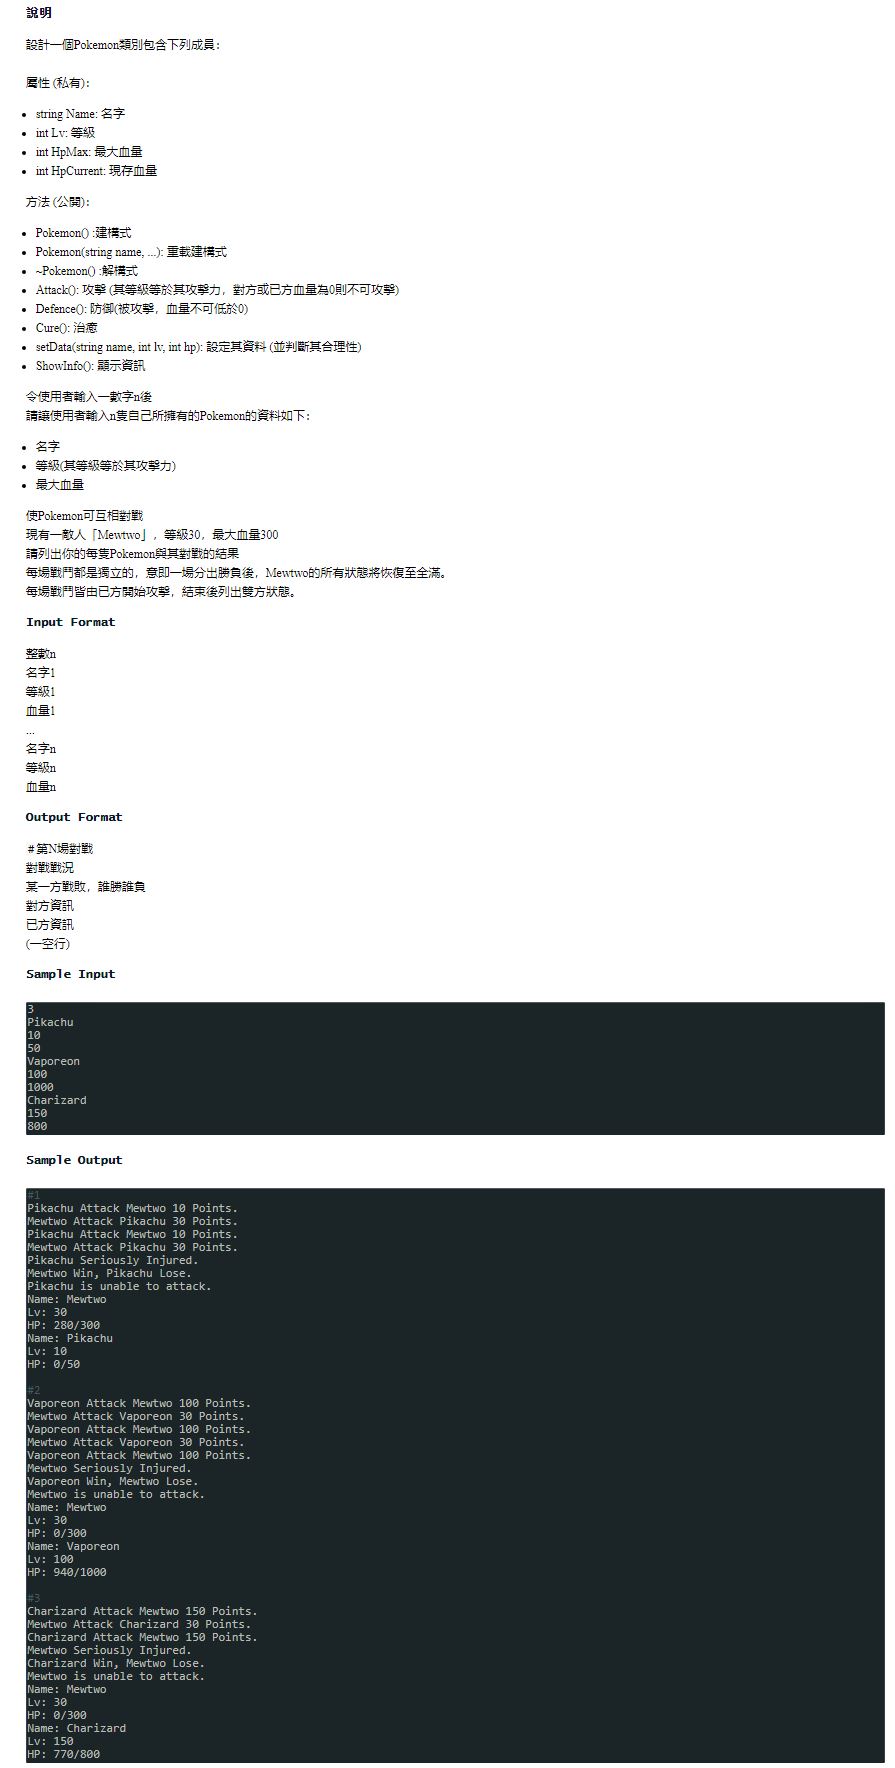 說明
設計一個Pokemon類別包含下列成員：
屬性 (私有)：
string Name: 名字
int Lv: 等級
int HpMax: 最大血量
int HpCurrent: 現存血量
方法 (公開)：
Pokemon() :建構式
Pokemon(string name, ...): 重載建構式
~Pokemon() :解構式
Attack(): 攻擊 (其等級等於其攻擊力，對方或已方血量為0則不可攻擊)
Defence(): 防御(被攻擊，血量不可低於0)
Cure(): 治癒
setData(string name, int lv, int hp): 設定其資料 (並判斷其合理性)
ShowInfo(): 顯示資訊
令使用者輸入一數字n後
請讓使用者輸入n隻自己所擁有的Pokemon的資料如下：
名字
等級(其等級等於其攻擊力)
最大血量
使Pokemon可互相對戰
現有一敵人「Mewtwo」，等級30，最大血量300
請列出你的每隻Pokemon與其對戰的結果
每場戰鬥都是獨立的，意即一場分出勝負後，Mewtwo的所有狀態將恢復至全滿。
每場戰鬥皆由已方開始攻擊，結束後列出雙方狀態。
Input Format
整數n
名字1
等級1
血量1
...
名字n
等級n
血量n
Output Format
＃第N場對戰
對戰戰況
某一方戰敗，誰勝誰負
對方資訊
已方資訊
(一空行)
Sample Input
3
Pikachu
10
50
Vaporeon
100
1000
Charizard
150
800
Sample Output
#1
Pikachu Attack Mewtwo 10 Points.
Mewtwo Attack Pikachu 30 Points.
Pikachu Attack Mewtwo 10 Points.
Mewtwo Attack Pikachu 30 Points.
Pikachu Seriously Injured.
Mewtwo Win, Pikachu Lose.
Pikachu is unable to attack.
Name: Mewtwo
Lv: 30
HP: 280/300
Name: Pikachu
Lv: 10
HP: 0/50
#2
Vaporeon Attack Mewtwo 100 Points.
Mewtwo Attack Vaporeon 30 Points.
Vaporeon Attack Mewtwo 100 Points.
Mewtwo Attack Vaporeon 30 Points.
Vaporeon Attack Mewtwo 100 Points.
Mewtwo Seriously Injured.
Vaporeon Win, Mewtwo Lose.
Mewtwo is unable to attack.
Name: Mewtwo
Lv: 30
HP: 0/300
Name: Vaporeon
Lv: 100
HP: 940/1000
#3
Charizard Attack Mewtwo 150 Points.
Mewtwo Attack Charizard 30 Points.
Charizard Attack Mewtwo 150 Points.
Mewtwo Seriously Injured.
Charizard Win, Mewtwo Lose.
Mewtwo is unable to attack.
Name: Mewtwo
Lv: 30
HP: 0/300
Name: Charizard
Lv: 150
HP: 770/800